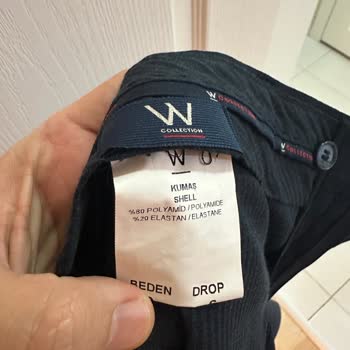 W
COLLECTION
W
KUMAŞ
SHELL
%80 POLYAMID / POLYAMIDE
%20 ELASTAN / ELASTANE
BEDEN DROP